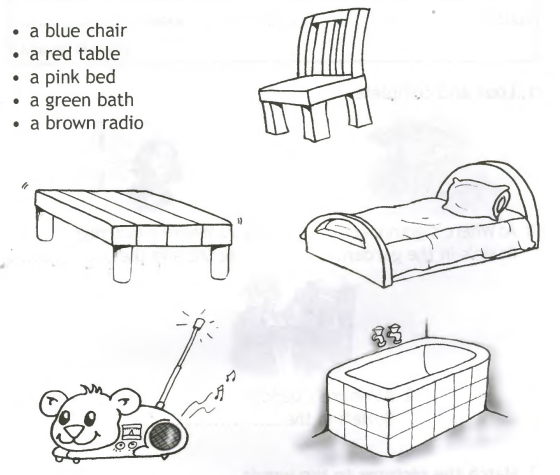 • a blue chair
• a red table
• a pink bed
• a green bath
• a brown radio